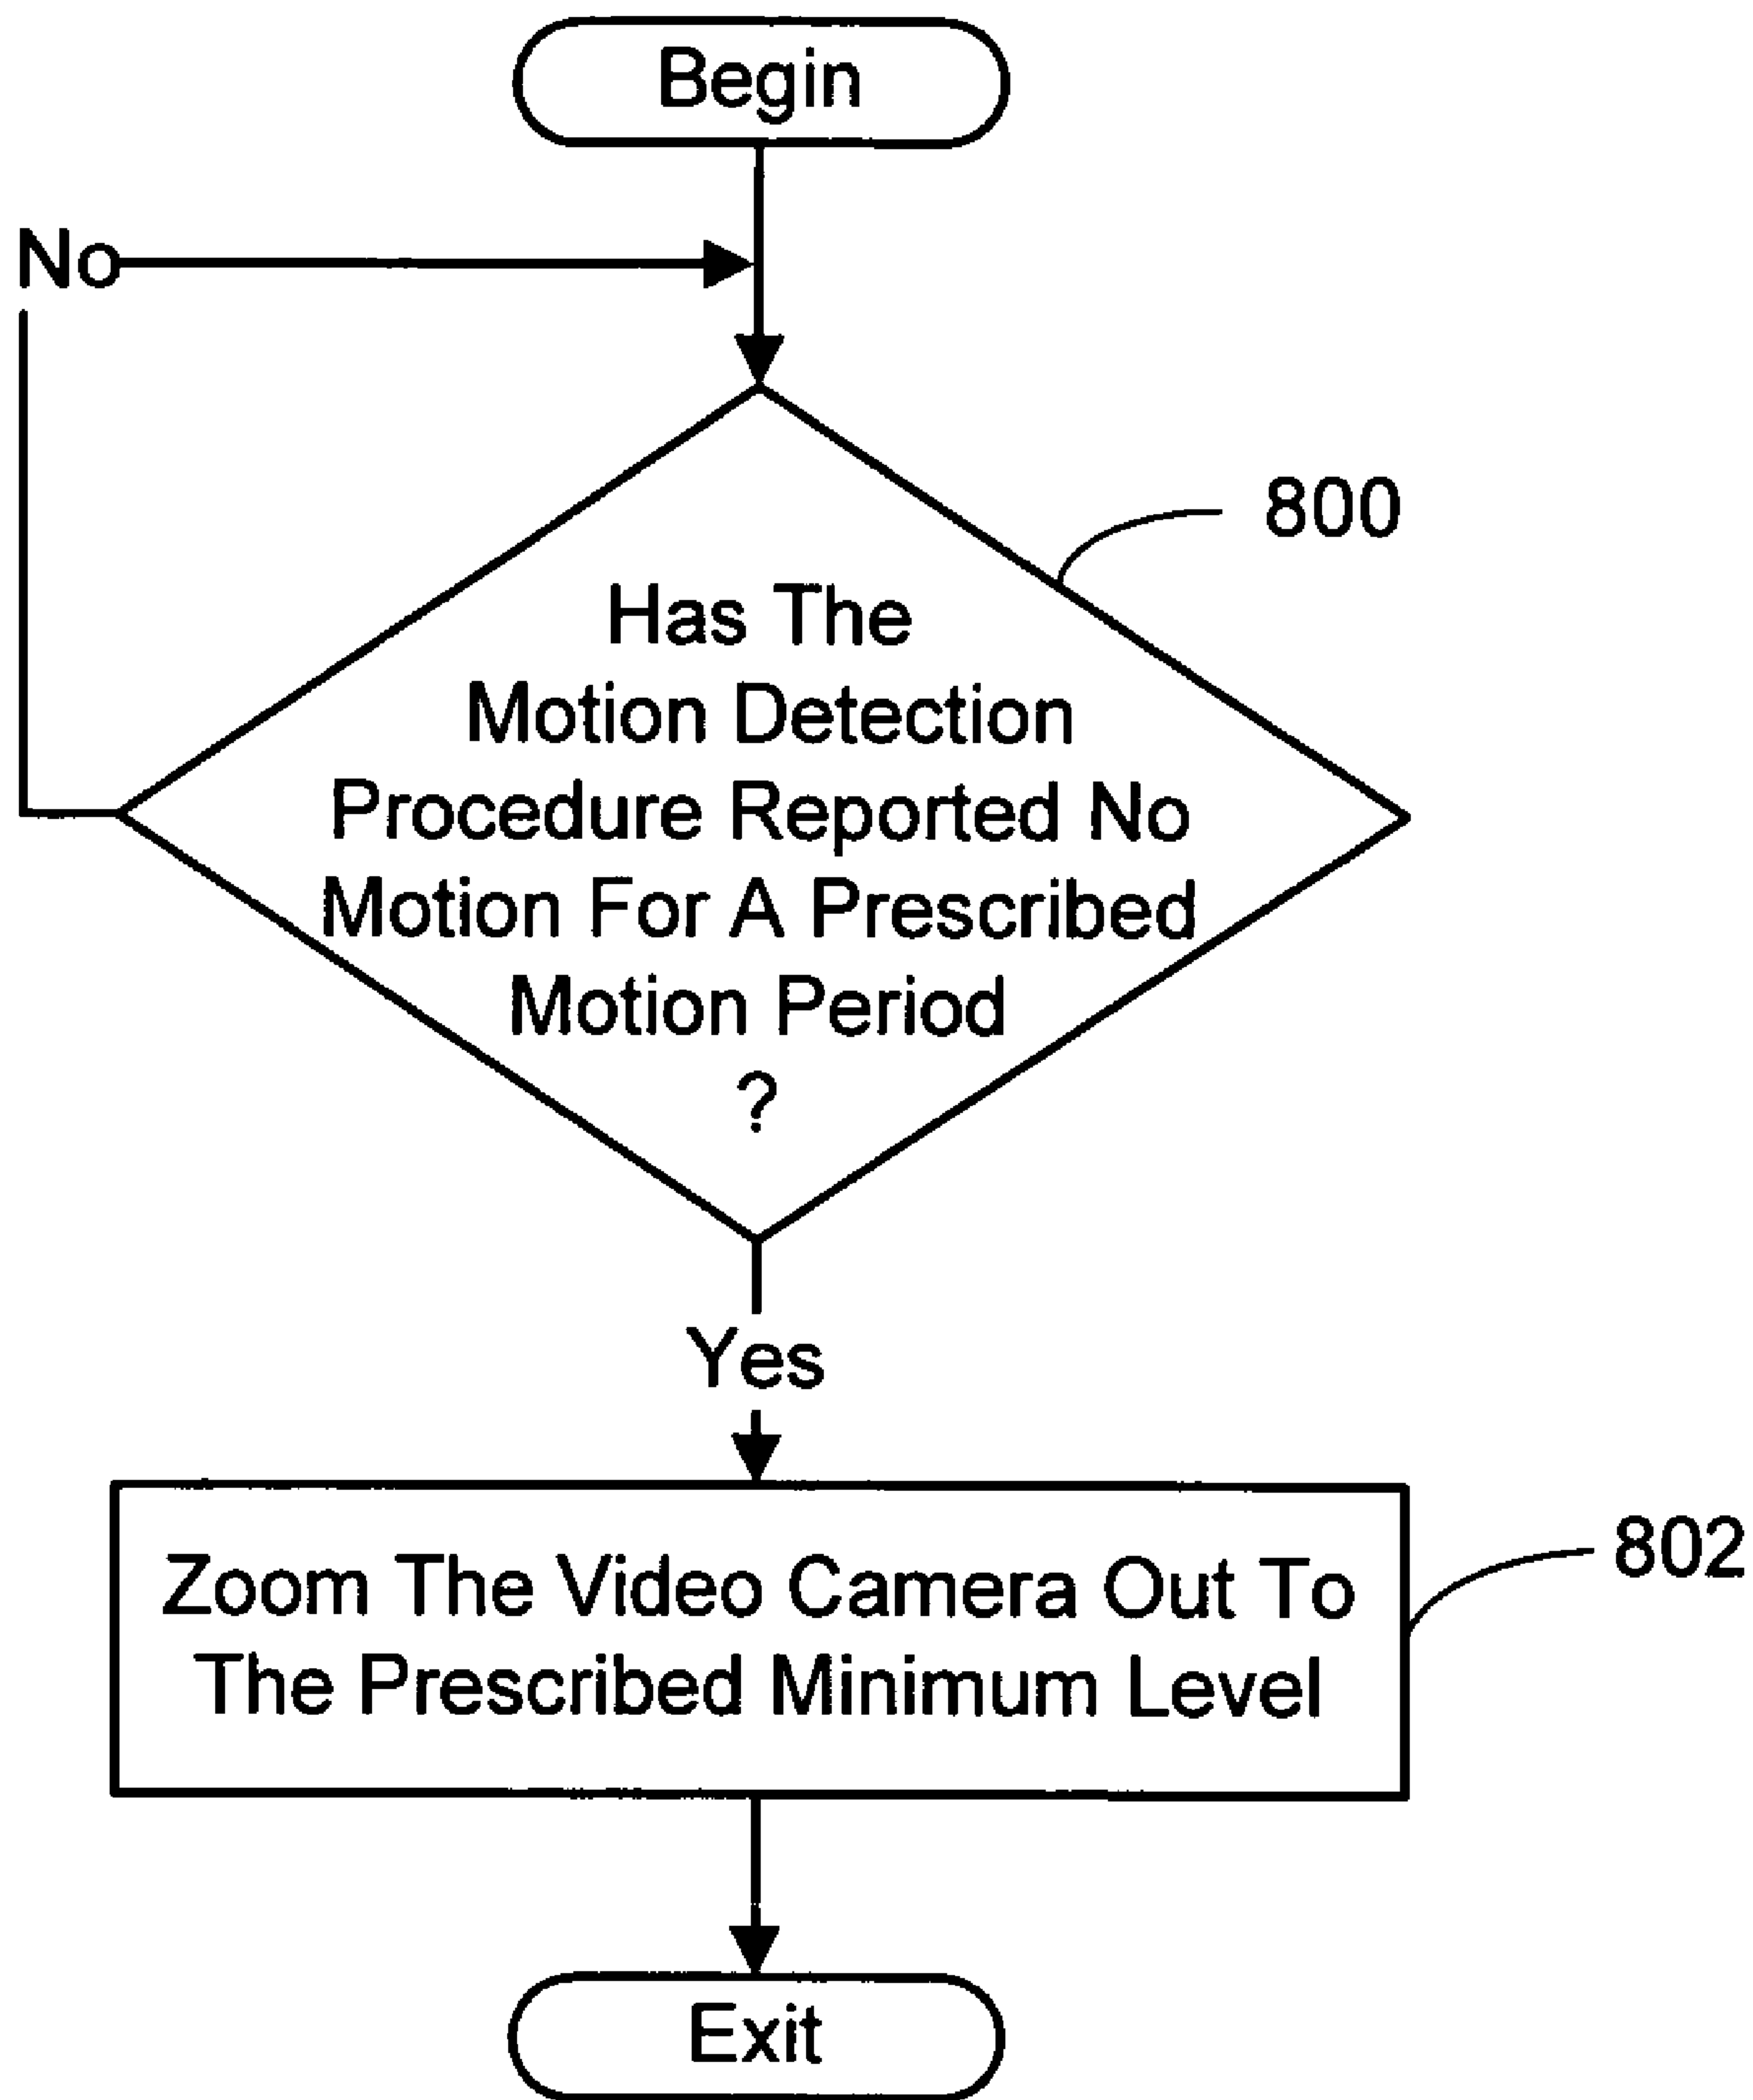 Begin
No
800
Has The
Motion Detection
Procedure Reported No
Motion For A Prescribed
Motion Period
?
Yes
Zoom The Video Camera Out To
The Prescribed Minimum Level
802
Exit